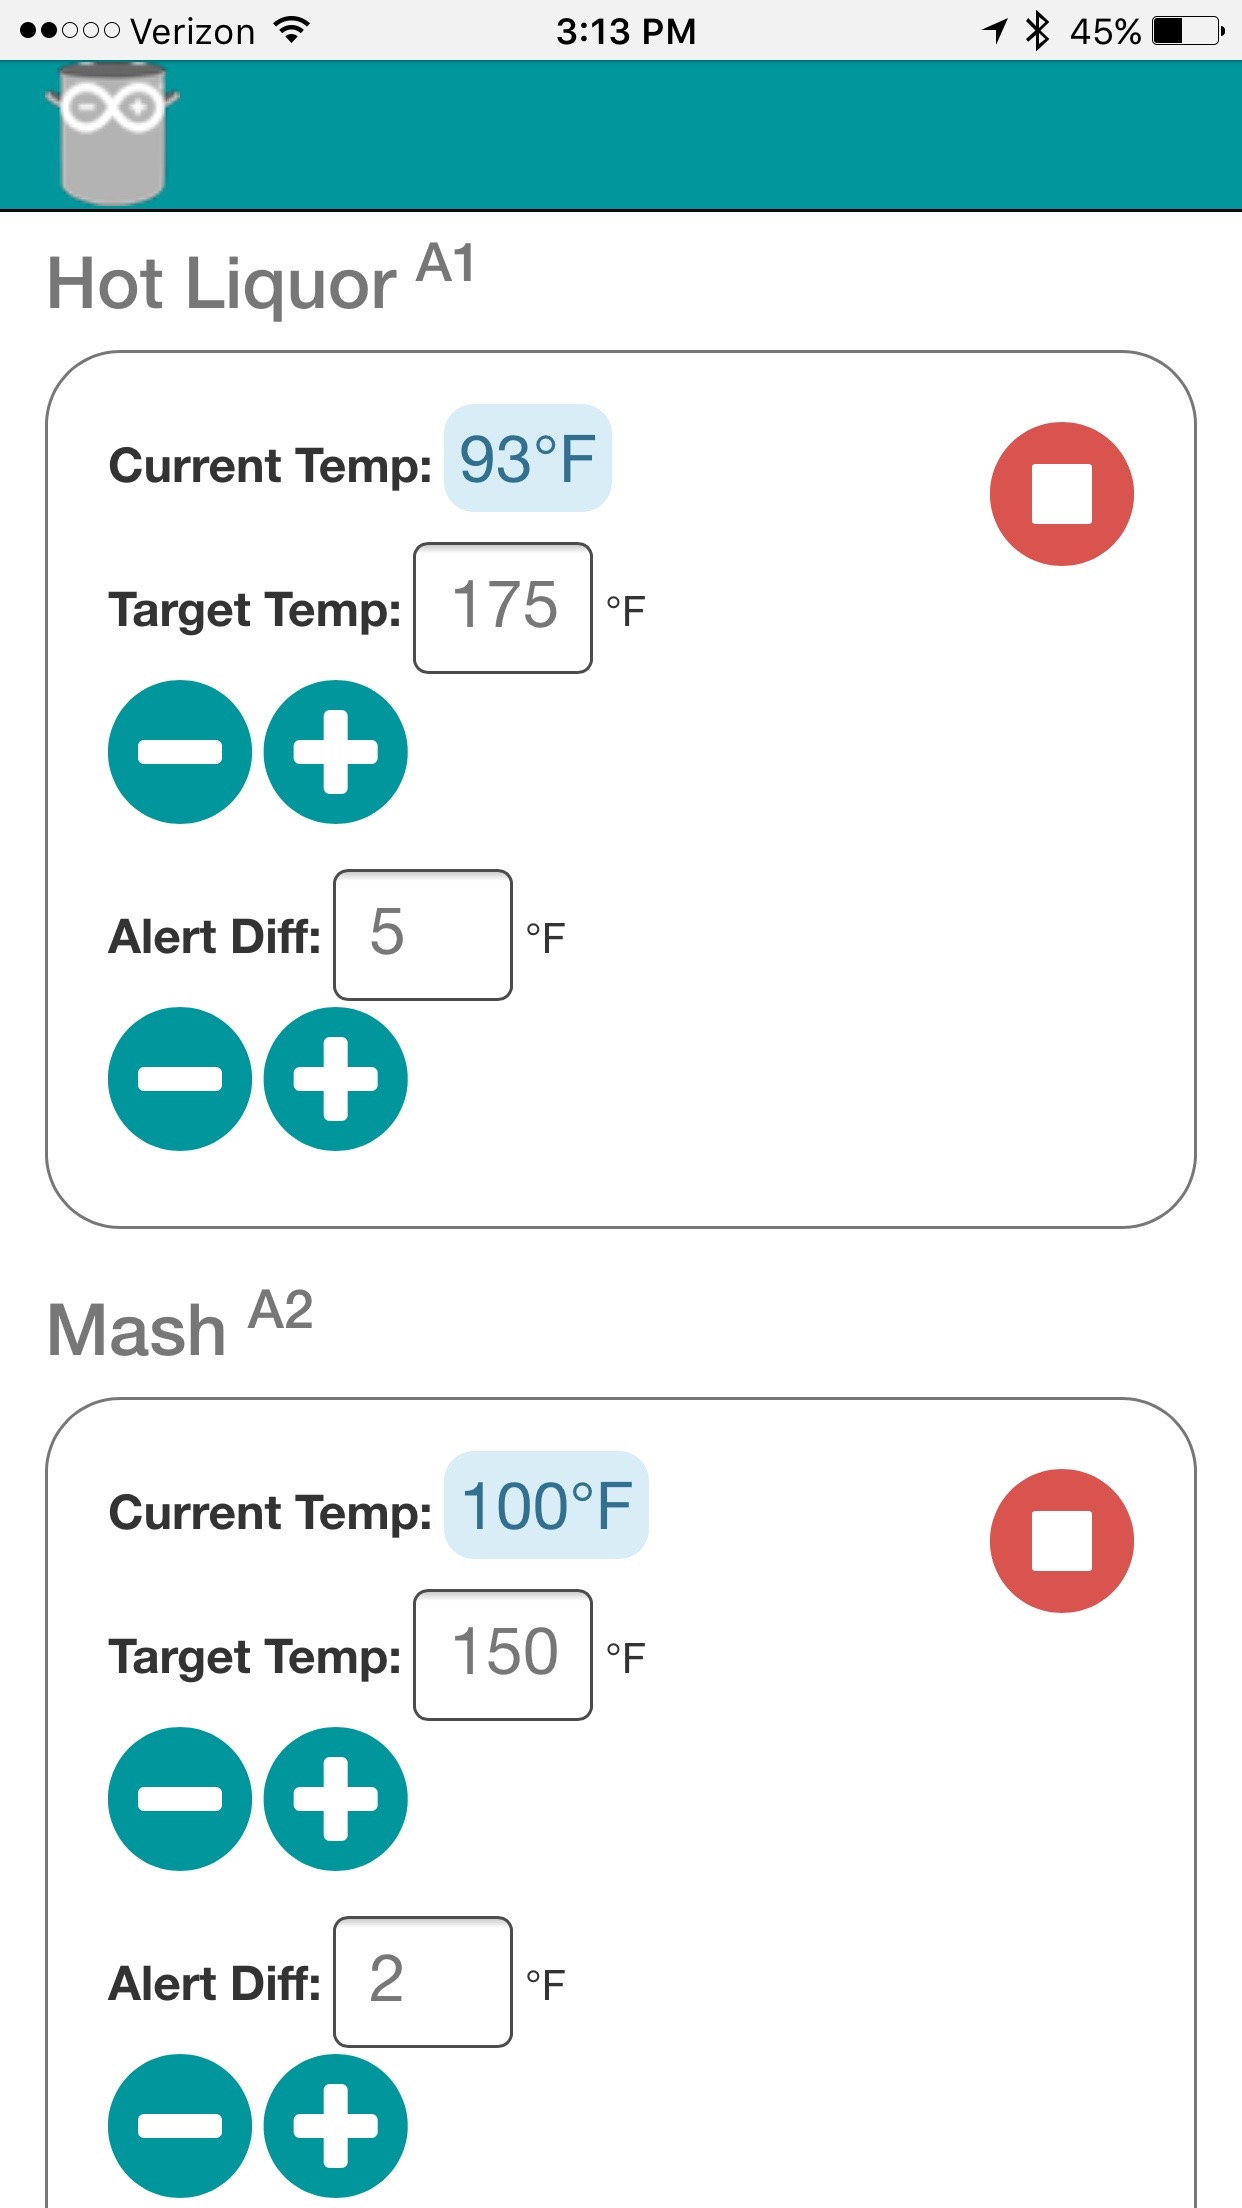 Verizon 3:13 PM 45%
Hot Liquor A1
Current Temp: 93°F
Target Temp: 175 °F
Alert Diff: 5 °F
Mash A2
Current Temp: 100°F
Target Temp: 150 °F
Alert Diff: 2 °F